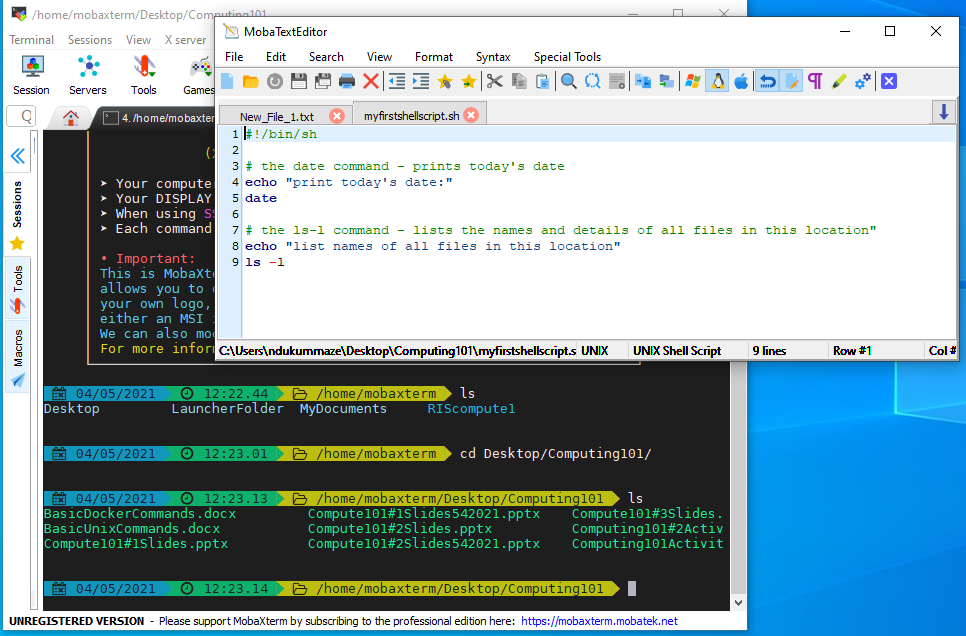 /home/mobaxterm/Desktop/Computing101
Terminal Sessions View X server
Session Servers Tools Games
4. /home/mobaxter
Sessions
Tools
Macros
➤ Your computer
➤ Your DISPLAY
➤ When using SS
➤ Each command
• Important:
This is MobaXte
allows you to
your own logo,
either an MSI
We can also mo
For more infor
04/05/2021 12:22.44 /home/mobaxterm ls
Desktop LauncherFolder MyDocuments RIScompute1
04/05/2021 12:23.01 /home/mobaxterm cd Desktop/Computing101/
04/05/2021 12:23.13 /home/mobaxterm/Desktop/Computing101 ls
BasicDockerCommands.docx Compute101#1Slides542021.pptx Compute101#3Slides.
BasicUnixCommands.docx Compute101#2Slides.pptx Computing101#2Activ
Compute101#1Slides.pptx Compute101#2Slides542021.pptx Computing101Activit
04/05/2021 12:23.14 /home/mobaxterm/Desktop/Computing101
UNREGISTERED VERSION - Please support MobaXterm by subscribing to the professional edition here: https://mobaxterm.mobatek.net
MobaTextEditor
File Edit Search View Format Syntax Special Tools
New_File_1.txt myfirstshellscript.sh
1 #!/bin/sh
2
3 # the date command - prints today's date
4 echo "print today's date:"
5 date
6
7 # the ls-l command - lists the names and details of all files in this location"
8 echo "list names of all files in this location"
9 ls -l
C:\Users\ndukummaze\Desktop\Computing101\myfirstshellscript.s UNIX UNIX Shell Script 9 lines Row #1 Col #